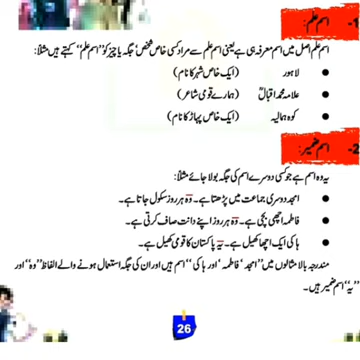 1- اسم علم:
اسم علم اصل میں اسم معرفہ ہی ہے یعنی اسم علم سے مراد کسی خاص شخص، جگہ یا چیز کو "اسم علم" کہتے ہیں مثلاً:
● لاہور (ایک خاص شہر کا نام)
● علامہ محمد اقبالؒ (ہمارے قومی شاعر)
● کوہ ہمالیہ (ایک خاص پہاڑ کا نام)
2- اسم ضمیر:
یہ وہ اسم ہے جو کسی دوسرے اسم کی جگہ بولا جائے مثلاً:
● امجد دوسری جماعت میں پڑھتا ہے۔ وہ ہر روز سکول جاتا ہے۔
● فاطمہ اچھی بچی ہے۔ وہ ہر روز اپنے دانت صاف کرتی ہے۔
● ہاکی ایک اچھا کھیل ہے۔ یہ پاکستان کا قومی کھیل ہے۔
مندرجہ بالا مثالوں میں "امجد، فاطمہ، اور ہاکی" اسم ہیں اور ان کی جگہ استعمال ہونے والے الفاظ "وہ" اور
"یہ" اسم ضمیر ہیں۔
26